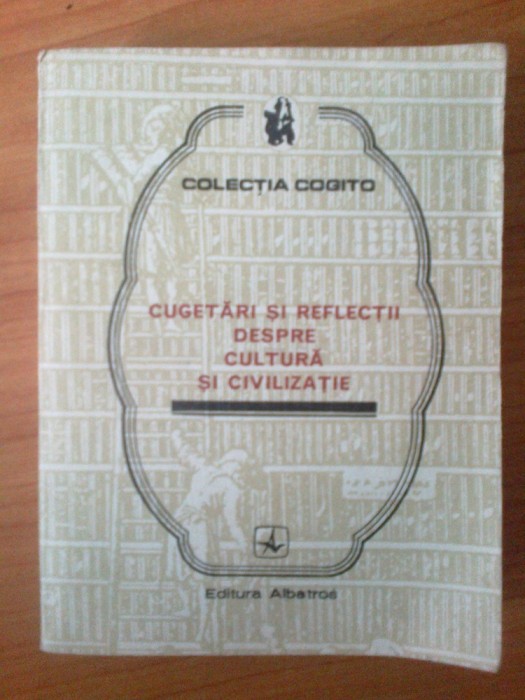 COLECȚIA COGITO
CUGETĂRI ȘI REFLECȚII
DESPRE
CULTURĂ
ȘI CIVILIZAȚIE
Editura Albatros